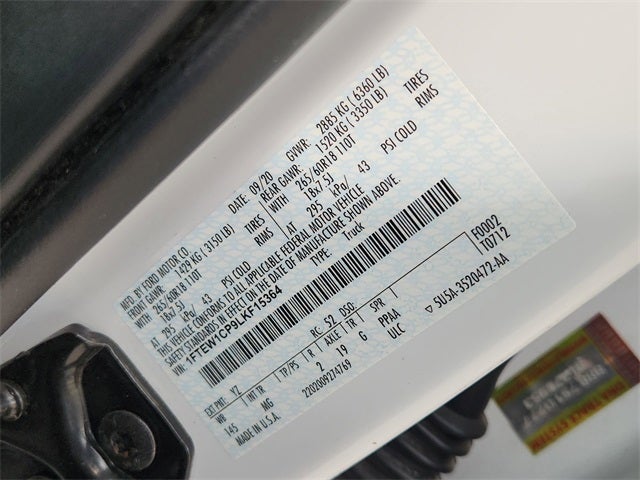 MFD. BY FORD MOTOR CO.
DATE: 09/20 GVWR: 2885 KG ( 6360 LB)
FRONT GAWR: 1429 KG ( 3150 LB) REAR GAWR: 1520 KG ( 3350 LB)
WITH 265/60R18 110T TIRES WITH 265/60R18 110T TIRES
18x7.5J RIMS 18x7.5J RIMS
AT 295 kPa/ 43 PSI COLD AT 295 kPa/ 43 PSI COLD
THIS VEHICLE CONFORMS TO ALL APPLICABLE FEDERAL MOTOR VEHICLE
SAFETY STANDARDS IN EFFECT ON THE DATE OF MANUFACTURE SHOWN ABOVE.
VIN: 1FTEW1CP9LKF15364 TYPE: Truck
F0002
T0712
EXT PNT: YZ RC: 52 DSO:
WB INT TR TP/PS R AXLE TR SPR
145 MG 2 19 G PPAA
MADE IN U.S.A. 2202009274769 ULC
5U5A-3520472-AA